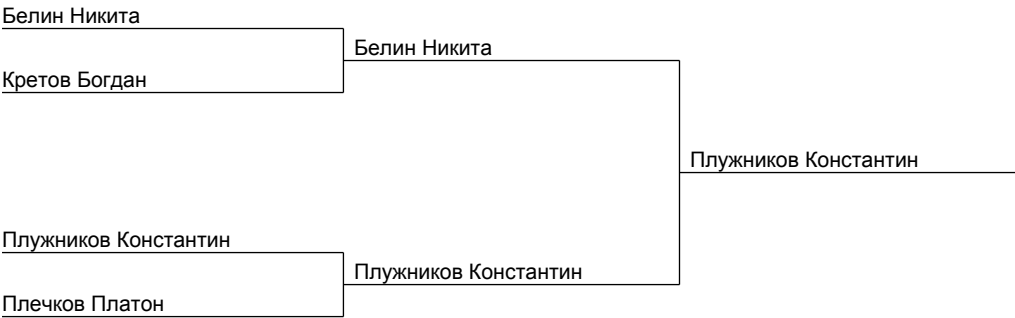 Белин Никита
Белин Никита
Кретов Богдан
Плужников Константин
Плужников Константин
Плужников Константин
Плечков Платон